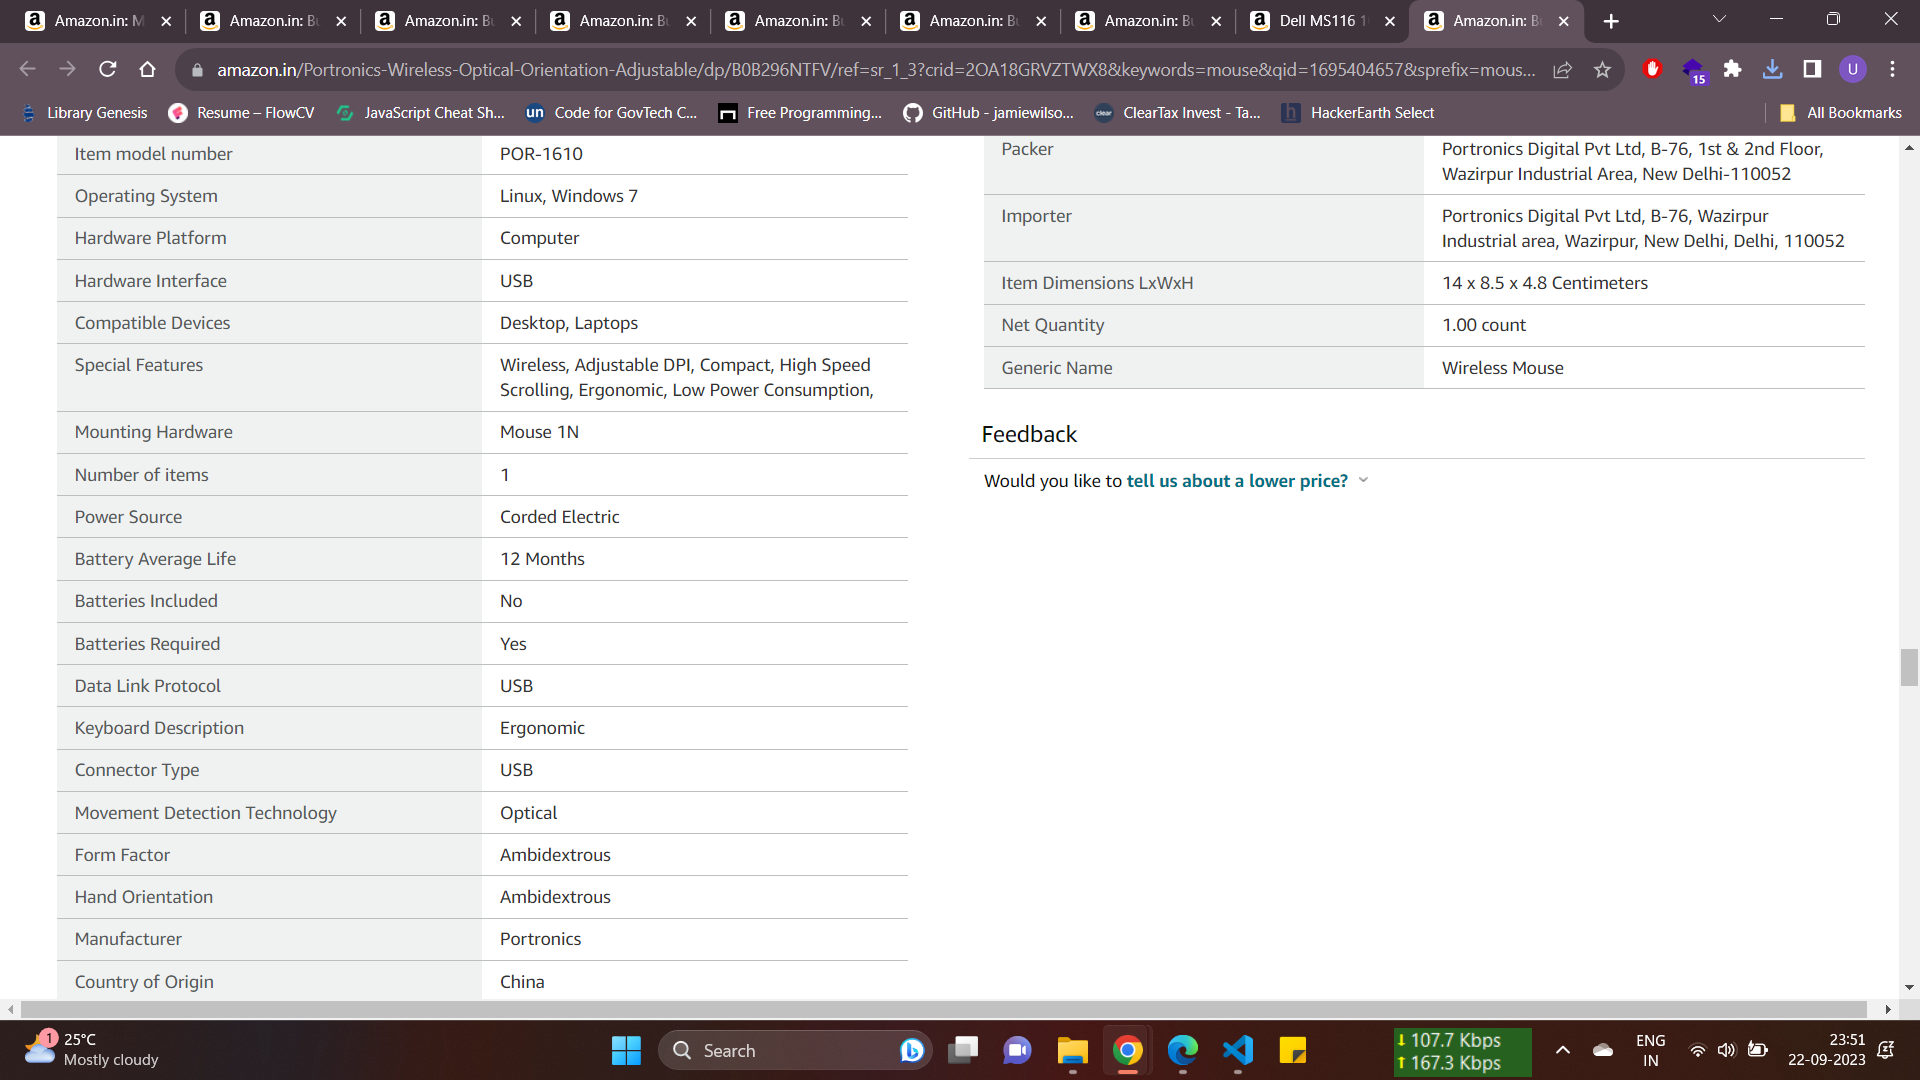 Amazon.in: M
Amazon.in: Bu
Amazon.in: Bu
Amazon.in: Bu
Amazon.in: Bu
Amazon.in: Bu
Amazon.in: Bu
Dell MS116 1
Amazon.in: B
amazon.in/Portronics-Wireless-Optical-Orientation-Adjustable/dp/B0B296NTFV/ref=sr_1_3?crid=2OA18GRVZTWX8&keywords=mouse&qid=1695404657&sprefix=mous...
15
U
Library Genesis
Resume – FlowCV
JavaScript Cheat Sh...
un
Code for GovTech C...
Free Programming...
GitHub - jamiewilso...
clear
ClearTax Invest - Ta...
h
HackerEarth Select
All Bookmarks
Item model number POR-1610
Operating System Linux, Windows 7
Hardware Platform Computer
Hardware Interface USB
Compatible Devices Desktop, Laptops
Special Features Wireless, Adjustable DPI, Compact, High Speed
Scrolling, Ergonomic, Low Power Consumption,
Mounting Hardware Mouse 1N
Number of items 1
Power Source Corded Electric
Battery Average Life 12 Months
Batteries Included No
Batteries Required Yes
Data Link Protocol USB
Keyboard Description Ergonomic
Connector Type USB
Movement Detection Technology Optical
Form Factor Ambidextrous
Hand Orientation Ambidextrous
Manufacturer Portronics
Country of Origin China
Packer Portronics Digital Pvt Ltd, B-76, 1st & 2nd Floor,
Wazirpur Industrial Area, New Delhi-110052
Importer Portronics Digital Pvt Ltd, B-76, Wazirpur
Industrial area, Wazirpur, New Delhi, Delhi, 110052
Item Dimensions LxWxH 14 x 8.5 x 4.8 Centimeters
Net Quantity 1.00 count
Generic Name Wireless Mouse
Feedback
Would you like to tell us about a lower price?
1
25°C
Mostly cloudy
Search
107.7 Kbps
167.3 Kbps
ENG
IN
23:51
22-09-2023